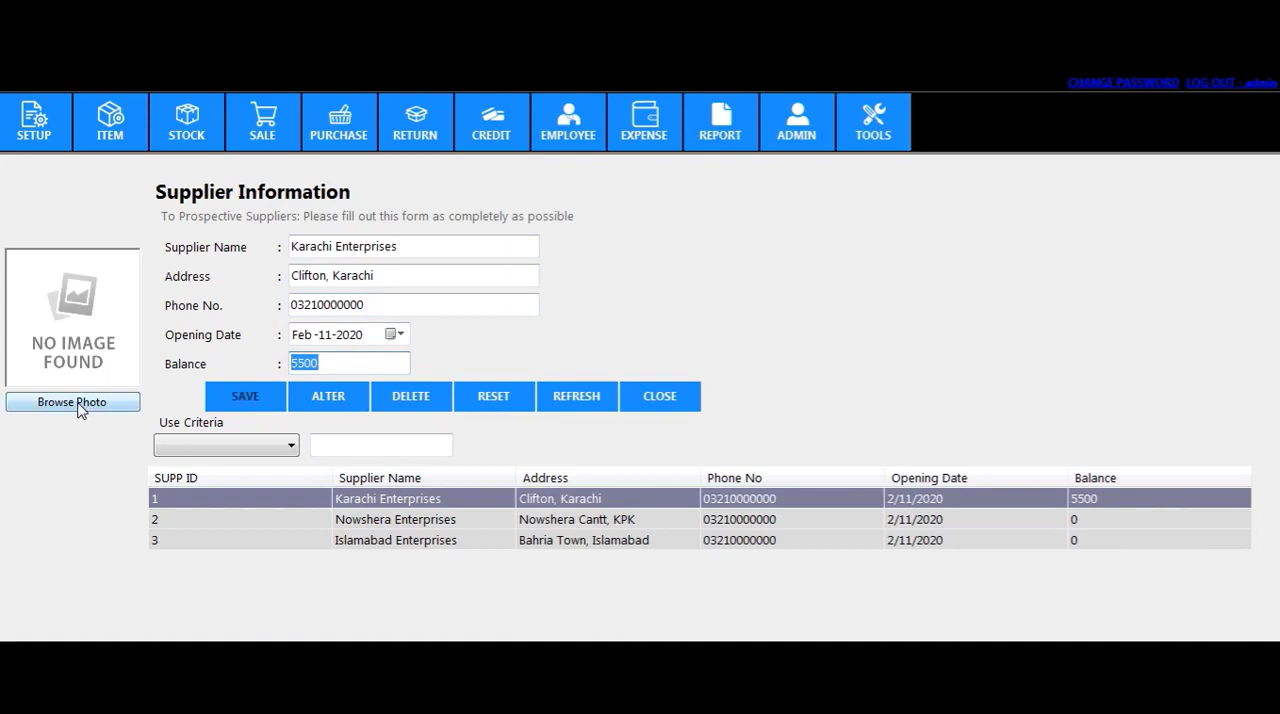 CHANGE PASSWORD LOG OUT - admin
SETUP ITEM STOCK SALE PURCHASE RETURN CREDIT EMPLOYEE EXPENSE REPORT ADMIN TOOLS
Supplier Information
To Prospective Suppliers: Please fill out this form as completely as possible
Supplier Name : Karachi Enterprises
Address : Clifton, Karachi
Phone No. : 03210000000
Opening Date : Feb -11-2020
Balance : 5500
NO IMAGE
FOUND
Browse Photo
SAVE ALTER DELETE RESET REFRESH CLOSE
Use Criteria
SUPP ID Supplier Name Address Phone No Opening Date Balance
1 Karachi Enterprises Clifton, Karachi 03210000000 2/11/2020 5500
2 Nowshera Enterprises Nowshera Cantt, KPK 03210000000 2/11/2020 0
3 Islamabad Enterprises Bahria Town, Islamabad 03210000000 2/11/2020 0